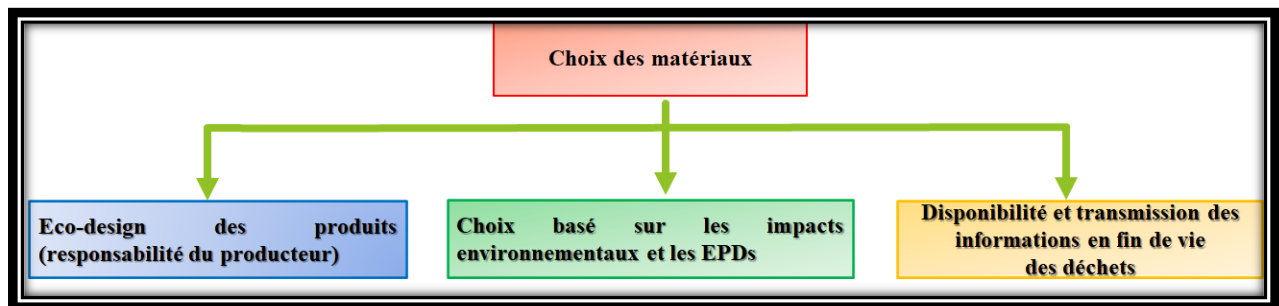 Choix des matériaux
Eco-design des produits
(responsabilité du producteur)
Choix basé sur les impacts
environnementaux et les EPDs
Disponibilité et transmission des
informations en fin de vie
des déchets